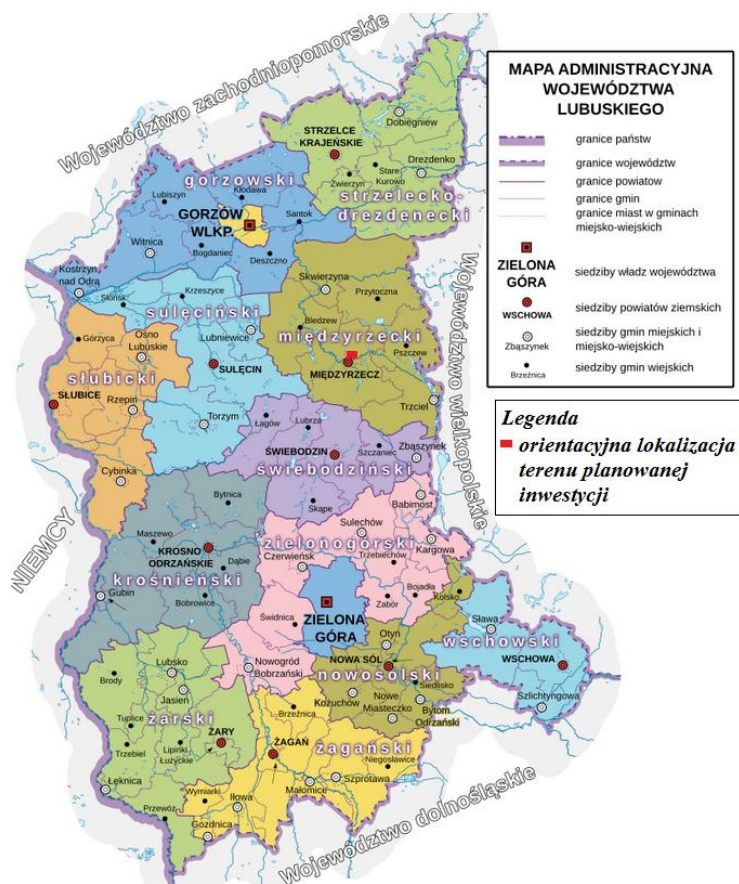 Województwo zachodniopomorskie
MAPA ADMINISTRACYJNA
WOJEWÓDZTWA
LUBUSKIEGO
granice państw
granice województw
granice powiatow
granice gmin
granice miast w gminach
miejsko-wiejskich
ZIELONA
GÓRA
siedziby władz województwa
WSCHOWA
siedziby powiatów ziemskich
Zbąszynek
siedziby gmin miejskich i
miejsko-wiejskich
Brzeźnica
siedziby gmin wiejskich
Legenda
orientacyjna lokalizacja
terenu planowanej
inwestycji
Dobiegniew
STRZELCE
KRAJEŃSKIE
Drezdenko
Stare
Kurowo
Zwierzyn
strzelecko-
drezdenecki
gorzowski
Kłodawa
Lubiszyn
GORZÓW
WLKP.
Santok
Witnica
Bogdaniec
Deszczno
Kostrzyn
nad Odrą
Skwierzyna
Krzeszyce
Przytoczna
Słońsk
sulęciński
Bledzew
międzyrzecki
Górzyca
Ośno
Lubuskie
Lubniewice
Pszczew
SULĘCIN
MIĘDZYRZECZ
słubicki
SŁUBICE
Rzepin
Trzciel
Torzym
Łagów
Lubrza
Województwo wielkopolskie
ŚWIEBODZIN
Szczaniec
Zbąszynek
świebodziński
Cybinka
Bytnica
Skąpe
Babimost
Sulechów
NIEMCY
Maszewo
zielonogórski
Kargowa
KROSNO
ODRZAŃSKIE
Czerwieńsk
Trzebiechów
Dąbie
krośnieński
Bojadła
Kolsko
Gubin
Bobrowice
ZIELONA
GÓRA
Zabór
Sława
Świdnica
Otyń
wschowski
WSCHOWA
Lubsko
Nowogród
Bobrzański
NOWA SÓL
nowosolski
Siedlisko
Brody
Jasień
Kożuchów
Nowe
Miasteczko
Bytom
Odrzański
Szlichtyngowa
Brzeźnica
Tuplice
żarski
ŻARY
Trzebiel
Lipinki
Łużyckie
ŻAGAŃ
żagański
Niegosławice
Łęknica
Wymiarki
Szprotawa
Małomice
Przewóz
Iłowa
Gozdnica
Województwo dolnośląskie